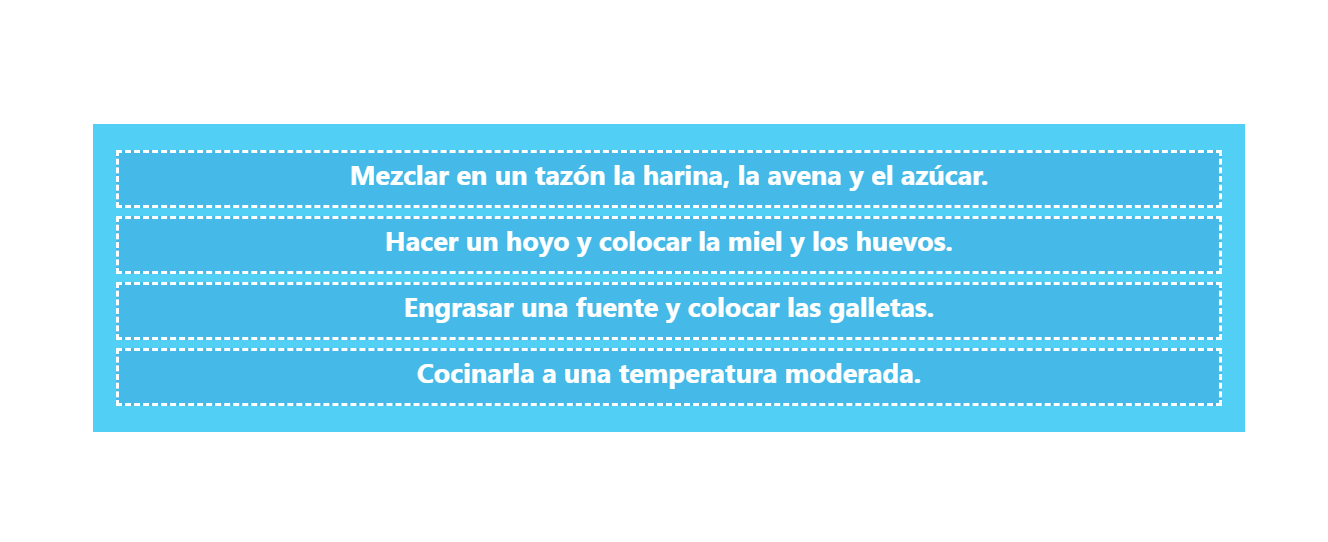 Mezclar en un tazón la harina, la avena y el azúcar.
Hacer un hoyo y colocar la miel y los huevos.
Engrasar una fuente y colocar las galletas.
Cocinarla a una temperatura moderada.